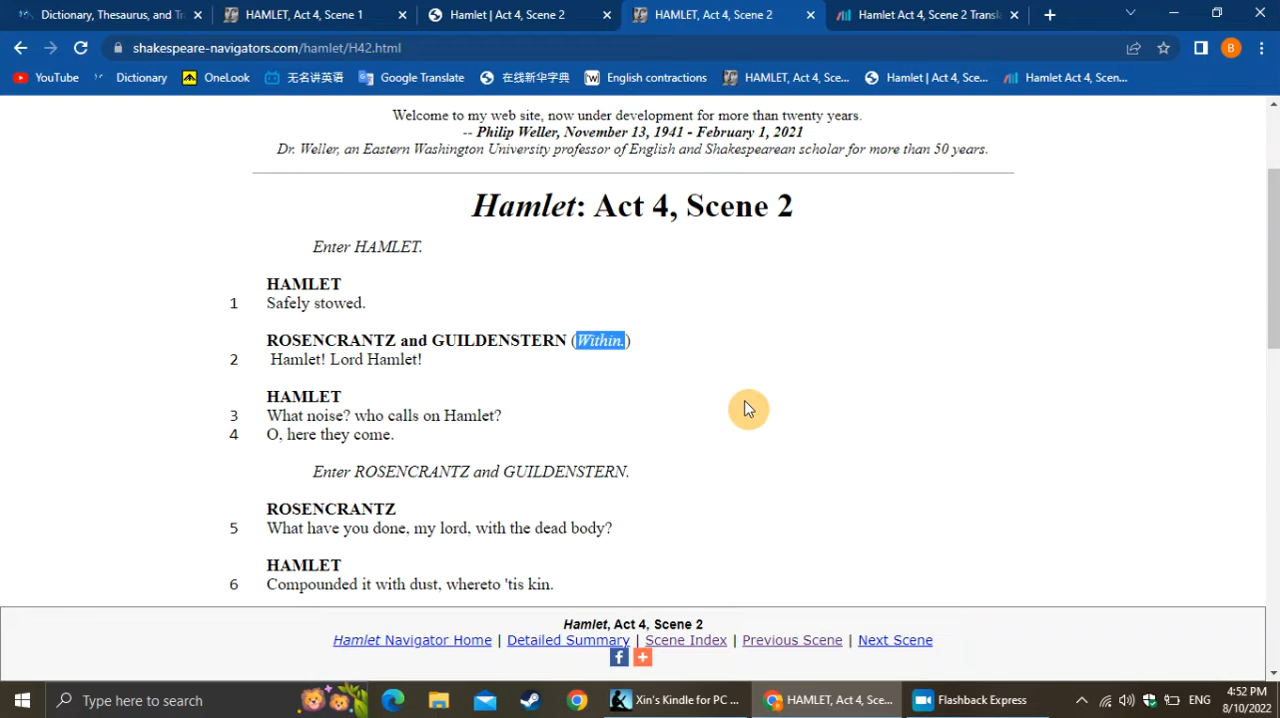 Dictionary, Thesaurus, and Tr
HAMLET, Act 4, Scene 1
Hamlet | Act 4, Scene 2
HAMLET, Act 4, Scene 2
Hamlet Act 4, Scene 2 Transl
shakespeare-navigators.com/hamlet/H42.html
B
YouTube
Dictionary
OneLook
无名讲英语
Google Translate
在线新华字典
English contractions
HAMLET, Act 4, Sce...
Hamlet | Act 4, Sce...
Hamlet Act 4, Scen...
Welcome to my web site, now under development for more than twenty years.
-- Philip Weller, November 13, 1941 - February 1, 2021
Dr. Weller, an Eastern Washington University professor of English and Shakespearean scholar for more than 50 years.
Hamlet: Act 4, Scene 2
Enter HAMLET.
HAMLET
1 Safely stowed.
ROSENCRANTZ and GUILDENSTERN (Within.)
2 Hamlet! Lord Hamlet!
HAMLET
3 What noise? who calls on Hamlet?
4 O, here they come.
Enter ROSENCRANTZ and GUILDENSTERN.
ROSENCRANTZ
5 What have you done, my lord, with the dead body?
HAMLET
6 Compounded it with dust, whereto 'tis kin.
Hamlet, Act 4, Scene 2
Hamlet Navigator Home | Detailed Summary | Scene Index | Previous Scene | Next Scene
Type here to search
Xin's Kindle for PC ...
HAMLET, Act 4, Sce...
Flashback Express
ENG
4:52 PM
8/10/2022